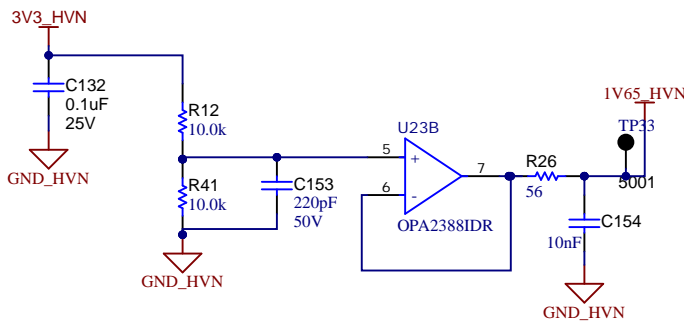 3V3_HVN
C132
0.1uF
25V
GND_HVN
R12
10.0k
R41
10.0k
C153
220pF
50V
GND_HVN
U23B
5
+
6
-
7
OPA2388IDR
R26
56
1V65_HVN
TP33
5001
C154
10nF
GND_HVN